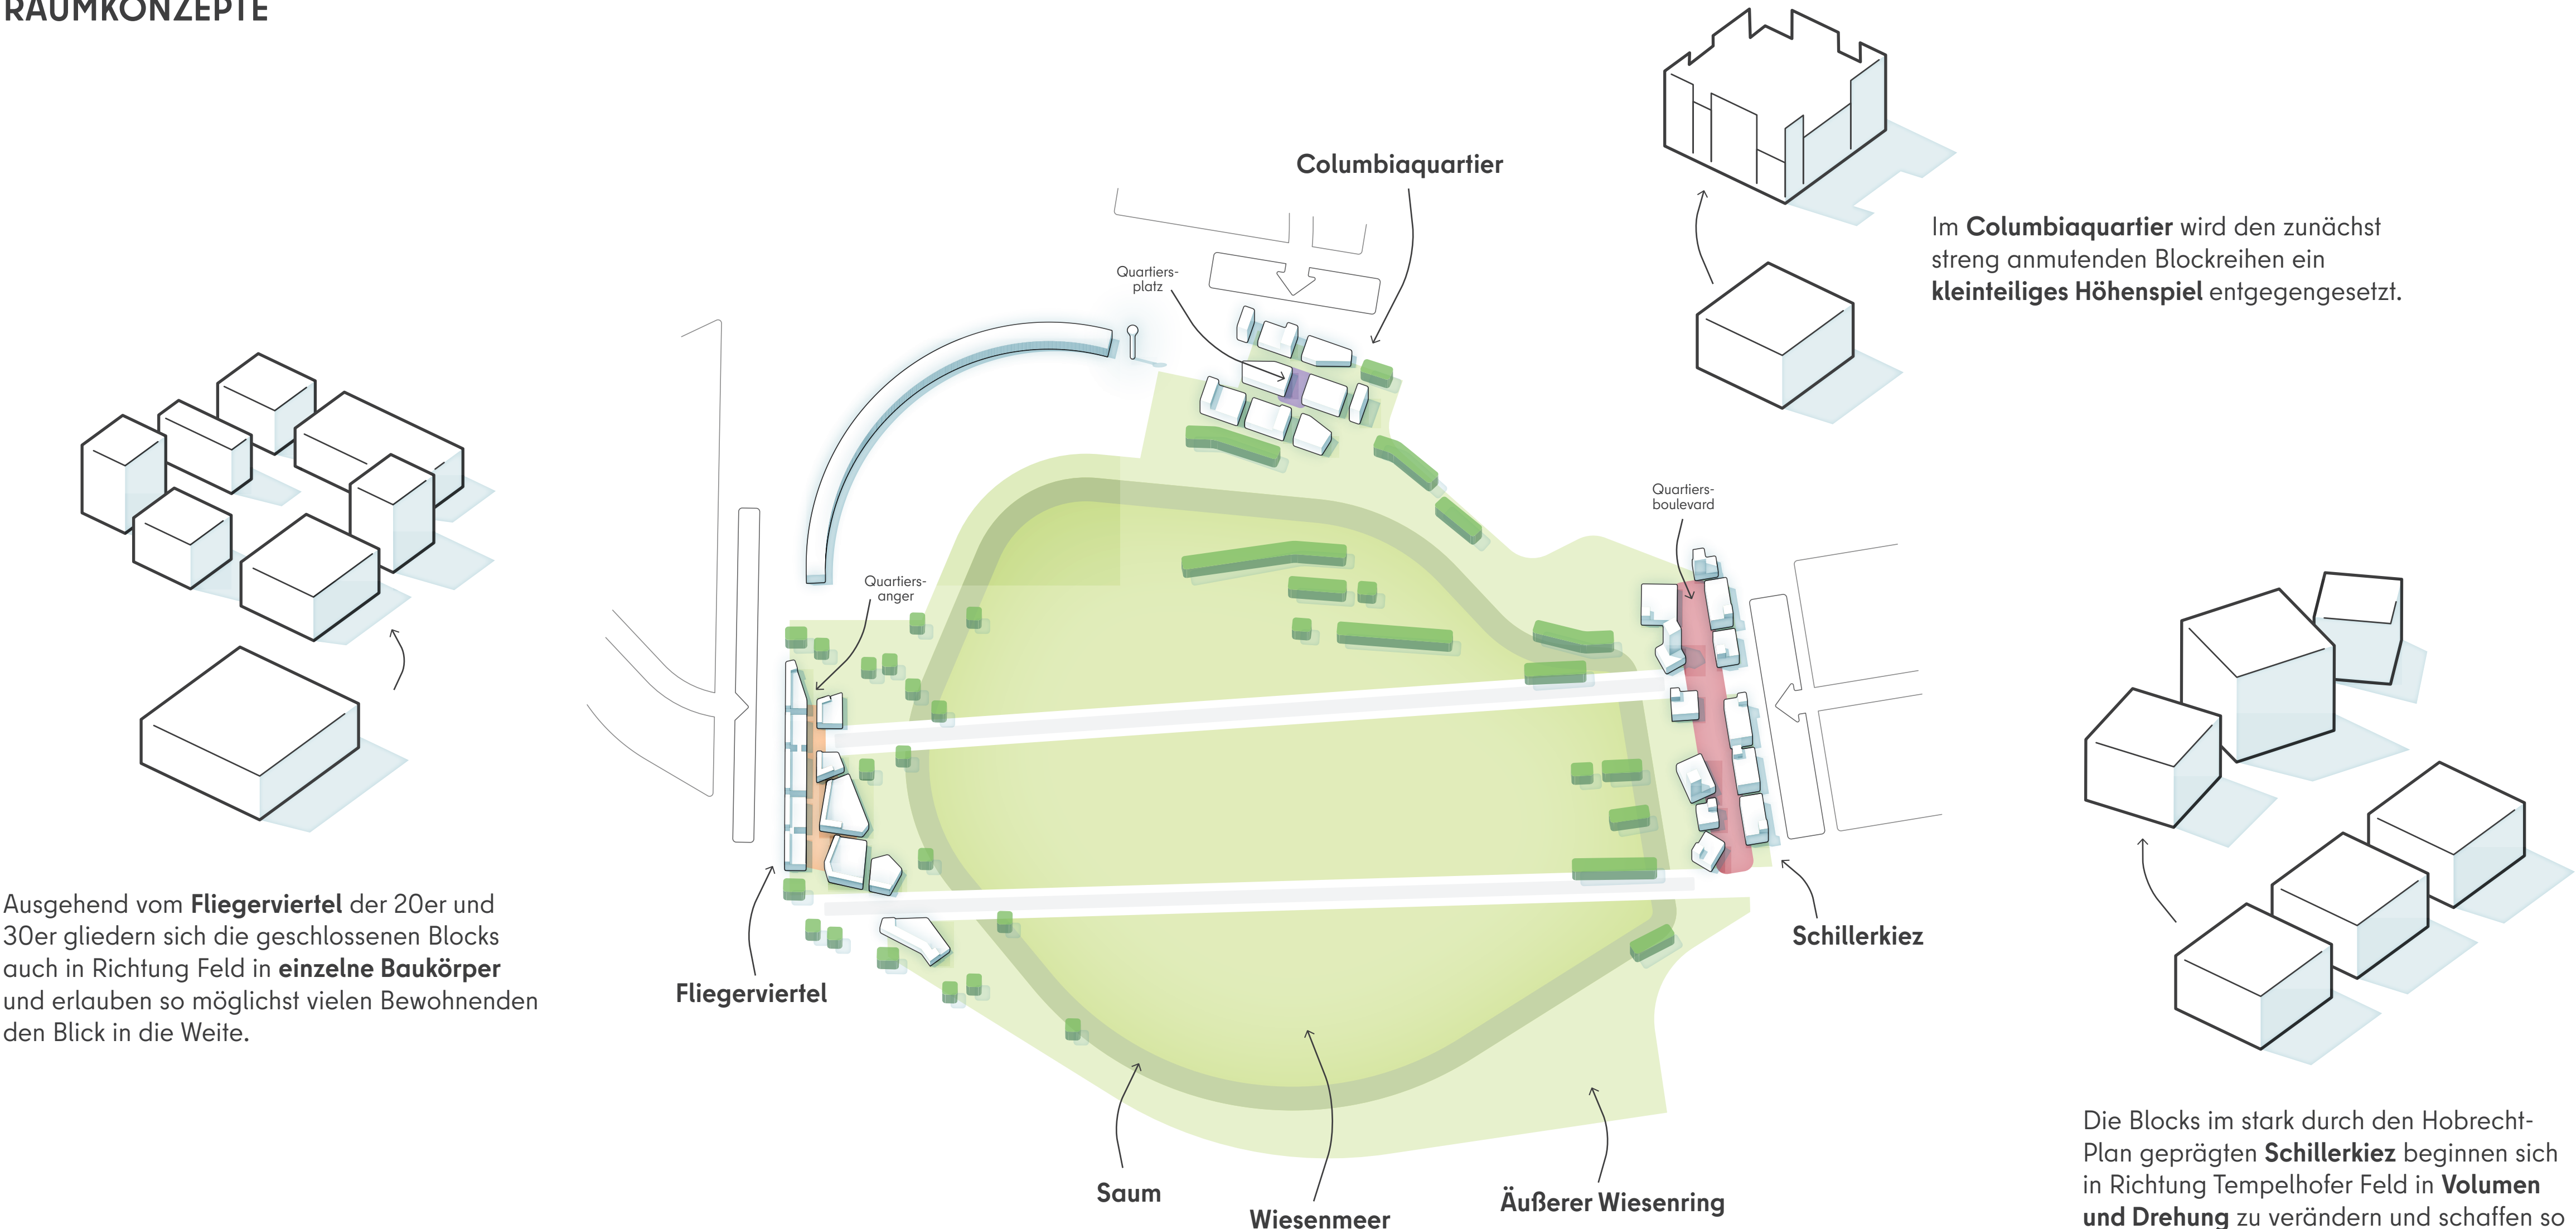 RAUMKONZEPTE
Columbiaquartier
Im Columbiaquartier wird den zunächst
streng anmutenden Blockreihen ein
kleinteiliges Höhenspiel entgegengesetzt.
Quartiers-
platz
Quartiers-
boulevard
Quartiers-
anger
Ausgehend vom Fliegerviertel der 20er und
30er gliedern sich die geschlossenen Blocks
auch in Richtung Feld in einzelne Baukörper
und erlauben so möglichst vielen Bewohnenden
den Blick in die Weite.
Fliegerviertel
Schillerkiez
Saum
Wiesenmeer
Äußerer Wiesenring
Die Blocks im stark durch den Hobrecht-
Plan geprägten Schillerkiez beginnen sich
in Richtung Tempelhofer Feld in Volumen
und Drehung zu verändern und schaffen so